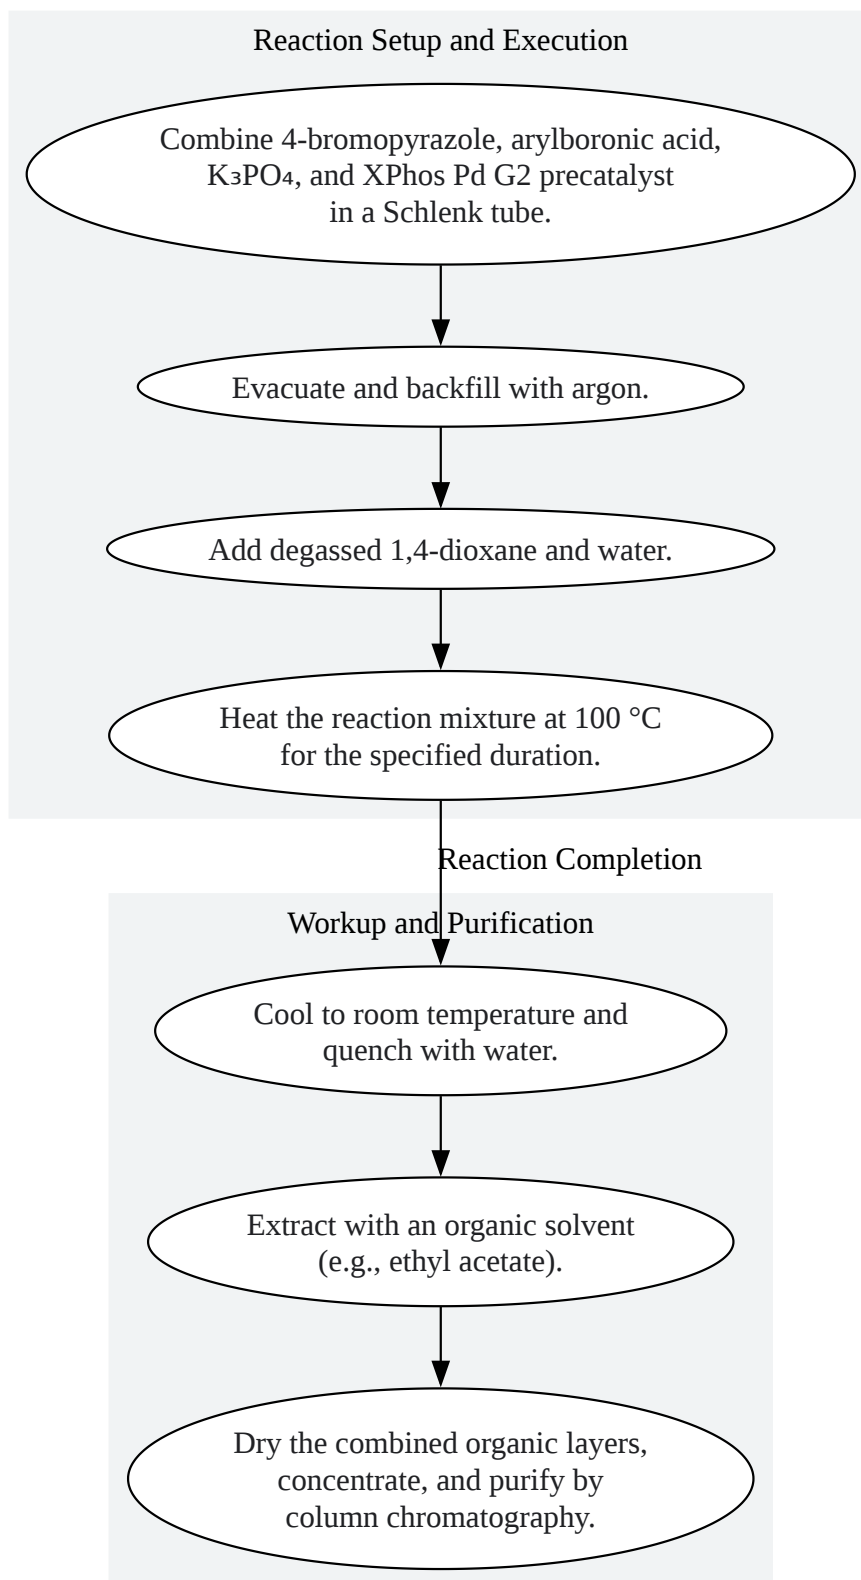 Reaction Setup and Execution
Combine 4-bromopyrazole, arylboronic acid,
K₃PO₄, and XPhos Pd G2 precatalyst
in a Schlenk tube.
Evacuate and backfill with argon.
Add degassed 1,4-dioxane and water.
Heat the reaction mixture at 100 °C
for the specified duration.
Reaction Completion
Workup and Purification
Cool to room temperature and
quench with water.
Extract with an organic solvent
(e.g., ethyl acetate).
Dry the combined organic layers,
concentrate, and purify by
column chromatography.